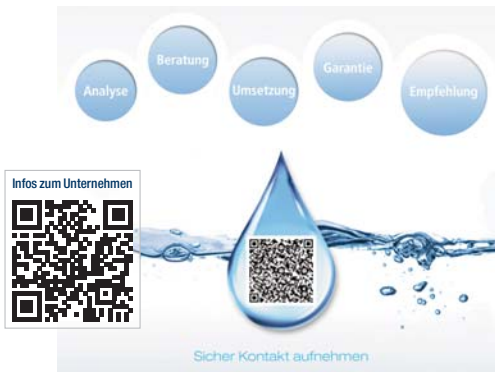 Analyse
Beratung
Umsetzung
Garantie
Empfehlung
Infos zum Unternehmen
Sicher Kontakt aufnehmen